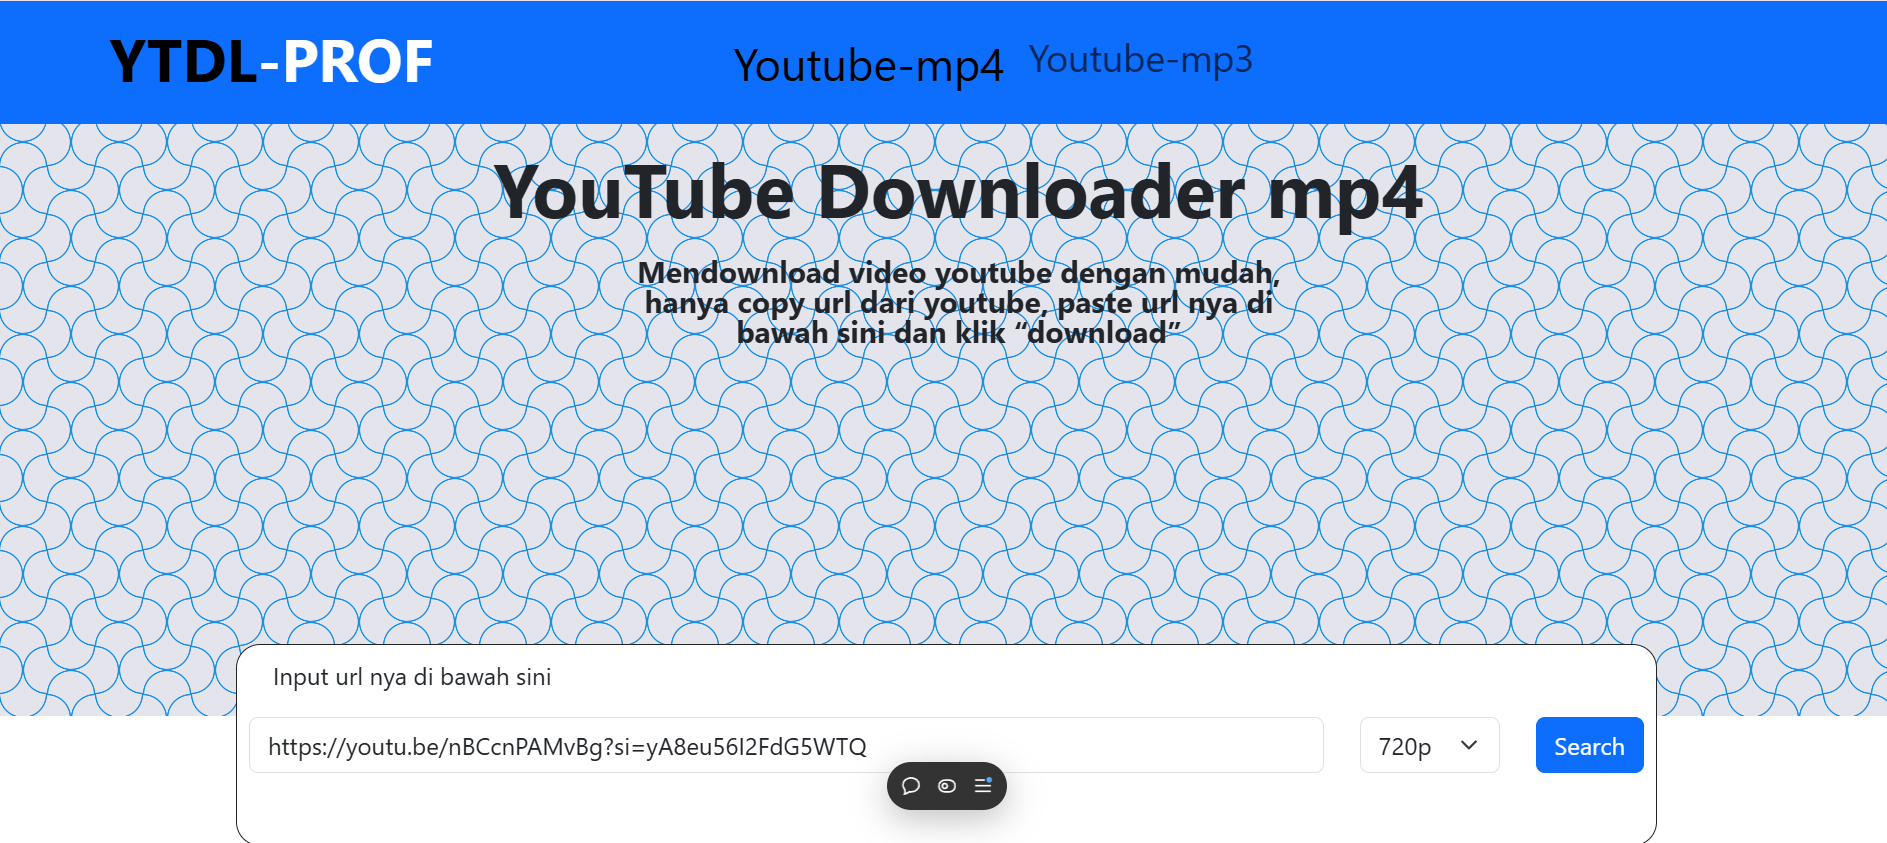 YTDL-PROF
Youtube-mp4
Youtube-mp3
YouTube Downloader mp4
Mendownload video youtube dengan mudah,
hanya copy url dari youtube, paste url nya di
bawah sini dan klik “download”
Input url nya di bawah sini
https://youtu.be/nBCcnPAMvBg?si=yA8eu56I2FdG5WTQ
720p
Search